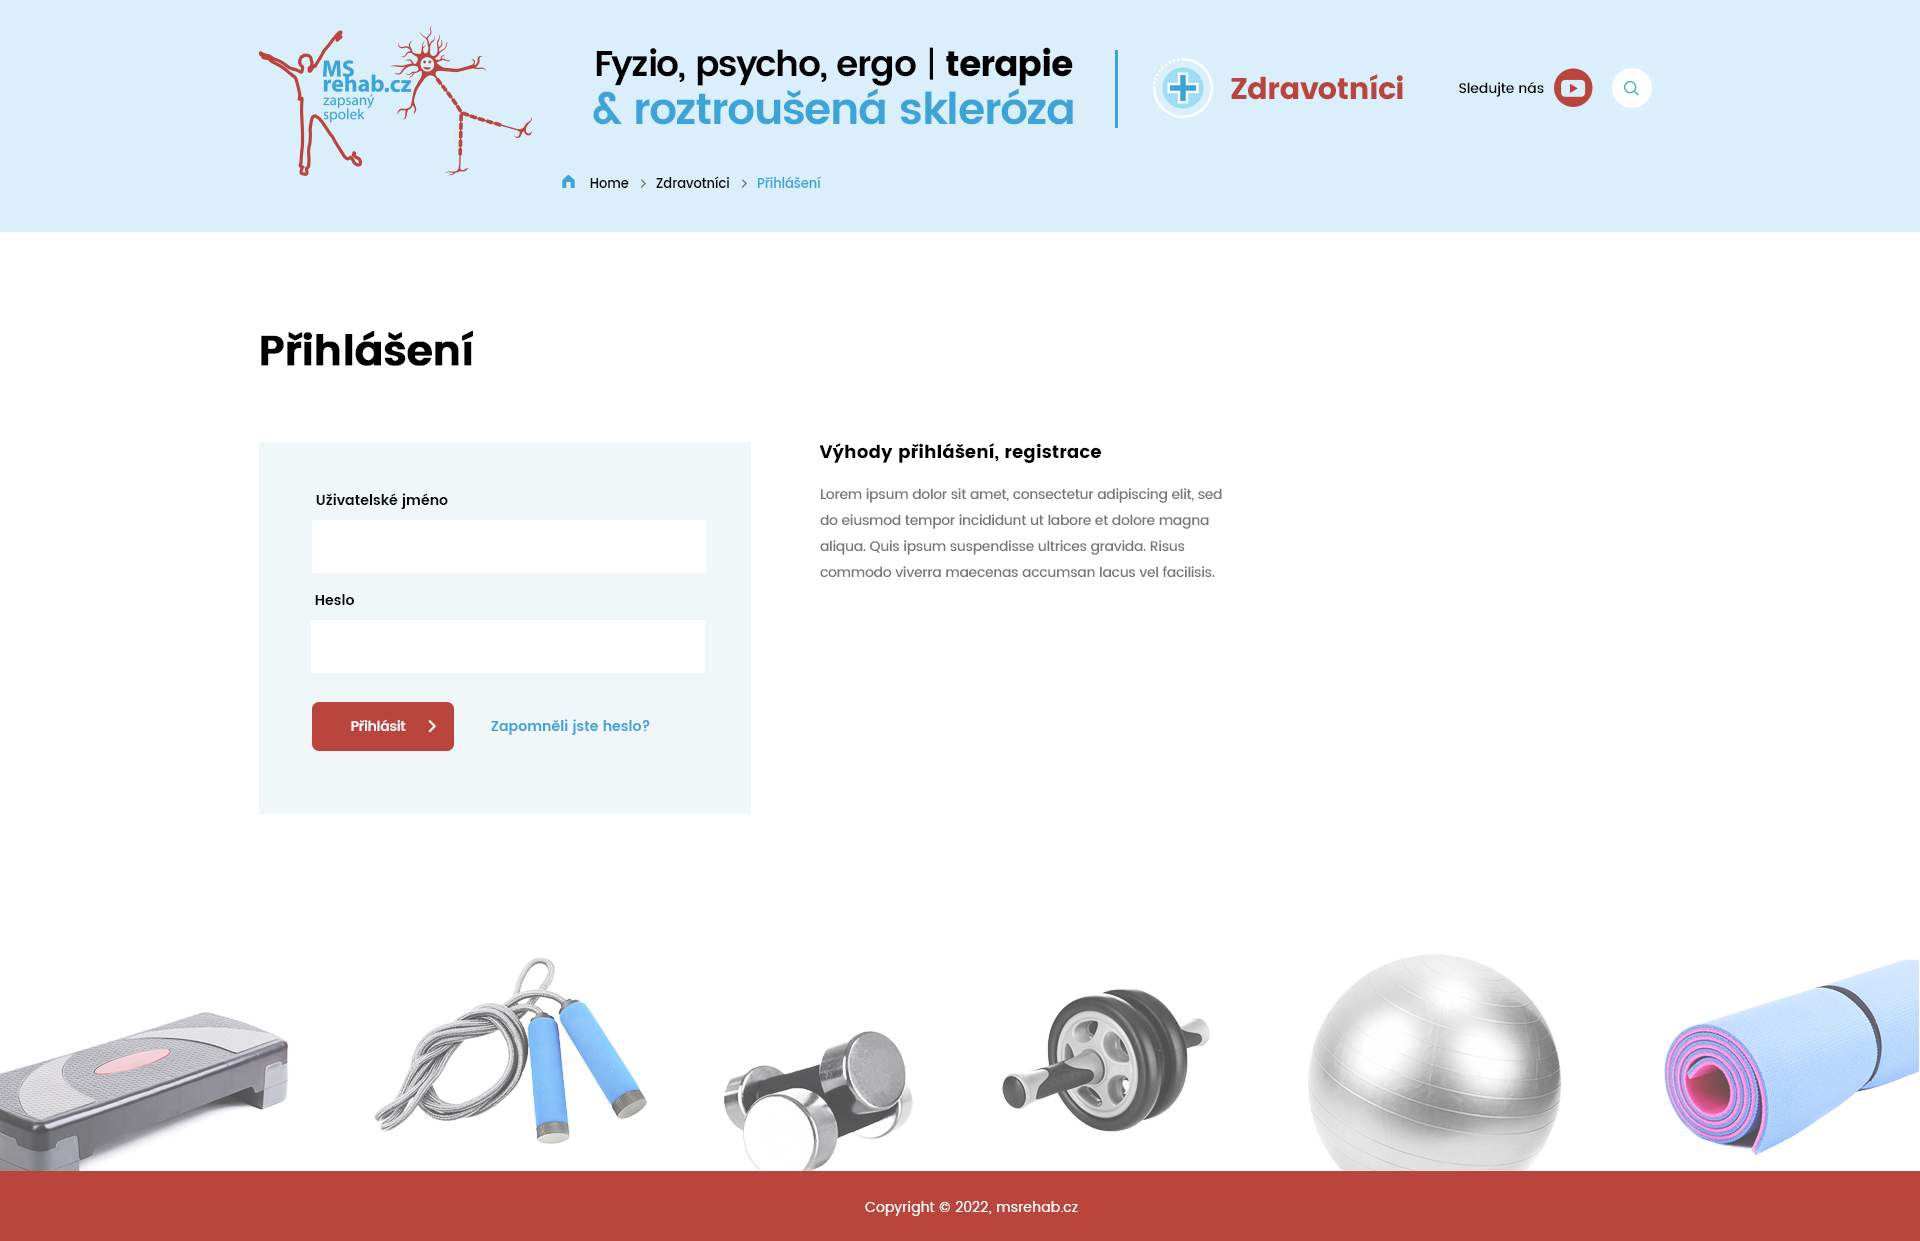 MS
rehab.cz
zapsaný
spolek
Fyzio, psycho, ergo | terapie
& roztroušená skleróza
Zdravotníci
Sledujte nás
Home > Zdravotníci > Přihlášení
Přihlášení
Uživatelské jméno
Heslo
Přihlásit
Zapomněli jste heslo?
Výhody přihlášení, registrace
Lorem ipsum dolor sit amet, consectetur adipiscing elit, sed
do eiusmod tempor incididunt ut labore et dolore magna
aliqua. Quis ipsum suspendisse ultrices gravida. Risus
commodo viverra maecenas accumsan lacus vel facilisis.
Copyright © 2022, msrehab.cz